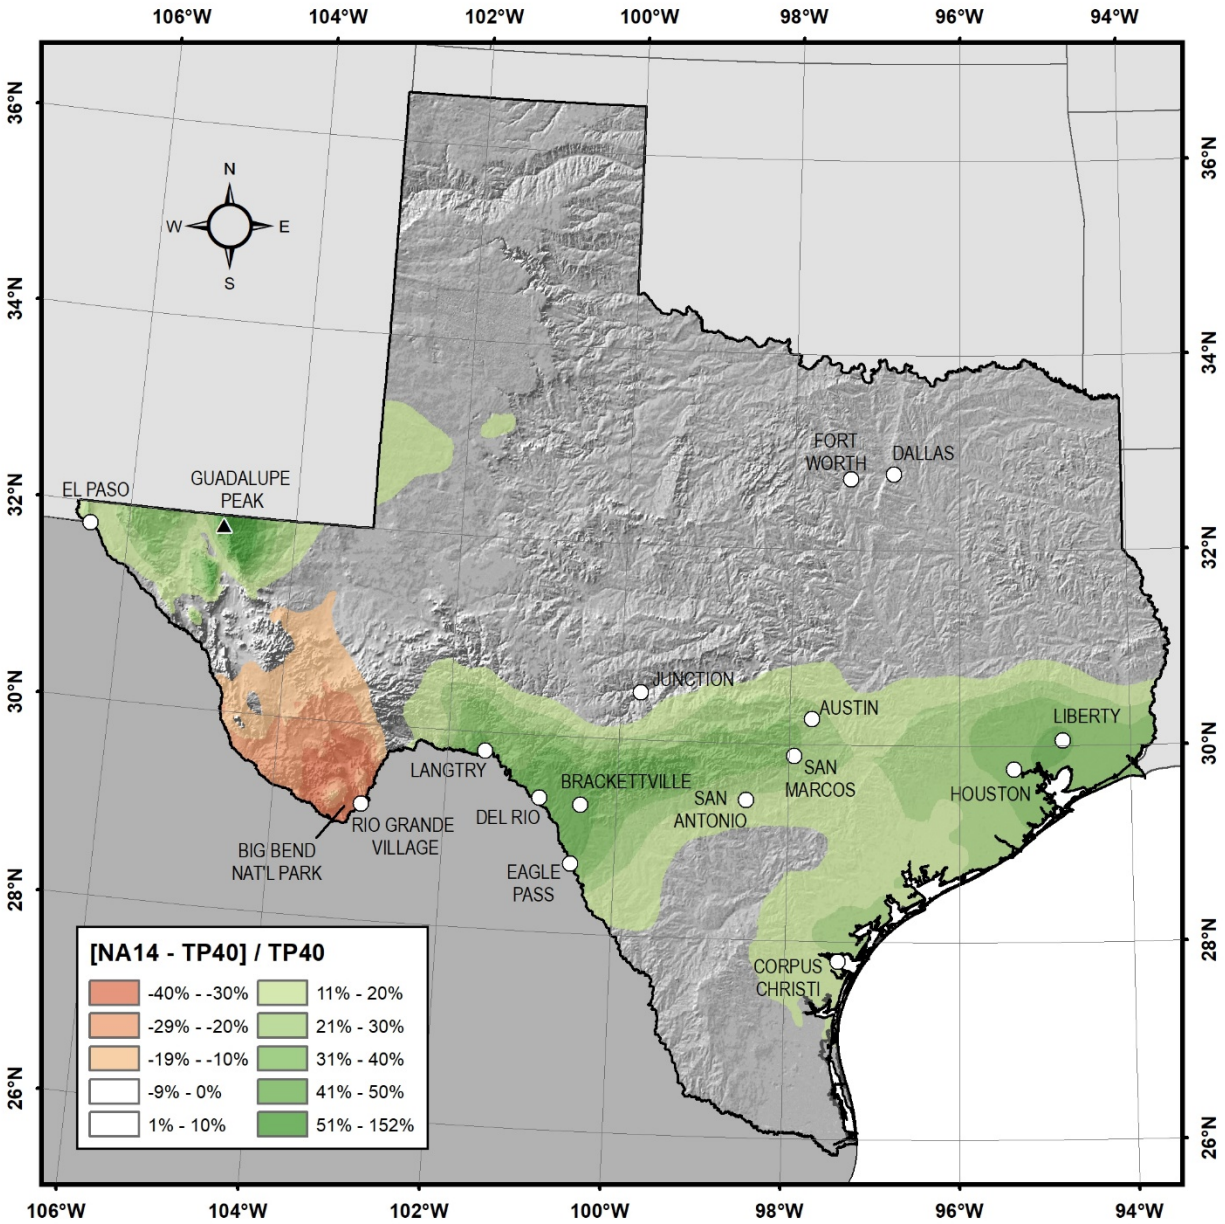 106°W 104°W 102°W 100°W 98°W 96°W 94°W
36°N
36°N
N
W E
S
34°N
34°N
FORT
WORTH
DALLAS
32°N
EL PASO
GUADALUPE
PEAK
32°N
30°N
JUNCTION
AUSTIN
LIBERTY
30°N
LANGTRY
BRACKETTVILLE
SAN
MARCOS
HOUSTON
DEL RIO
SAN
ANTONIO
RIO GRANDE
VILLAGE
BIG BEND
NAT'L PARK
EAGLE
PASS
28°N
28°N
CORPUS
CHRISTI
[NA14 - TP40] / TP40
-40% - -30%
-29% - -20%
-19% - -10%
-9% - 0%
1% - 10%
11% - 20%
21% - 30%
31% - 40%
41% - 50%
51% - 152%
26°N
26°N
106°W 104°W 102°W 100°W 98°W 96°W 94°W